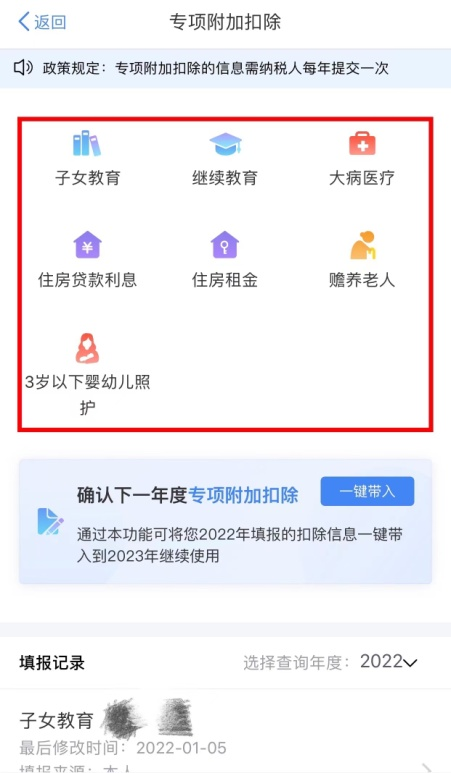 返回
专项附加扣除
政策规定：专项附加扣除的信息需纳税人每年提交一次
子女教育
继续教育
大病医疗
住房贷款利息
住房租金
赡养老人
3岁以下婴幼儿照
护
确认下一年度专项附加扣除
一键带入
通过本功能可将您2022年填报的扣除信息一键带
入到2023年继续使用
填报记录
选择查询年度：2022
子女教育
最后修改时间：2022-01-05
填报来源：本人